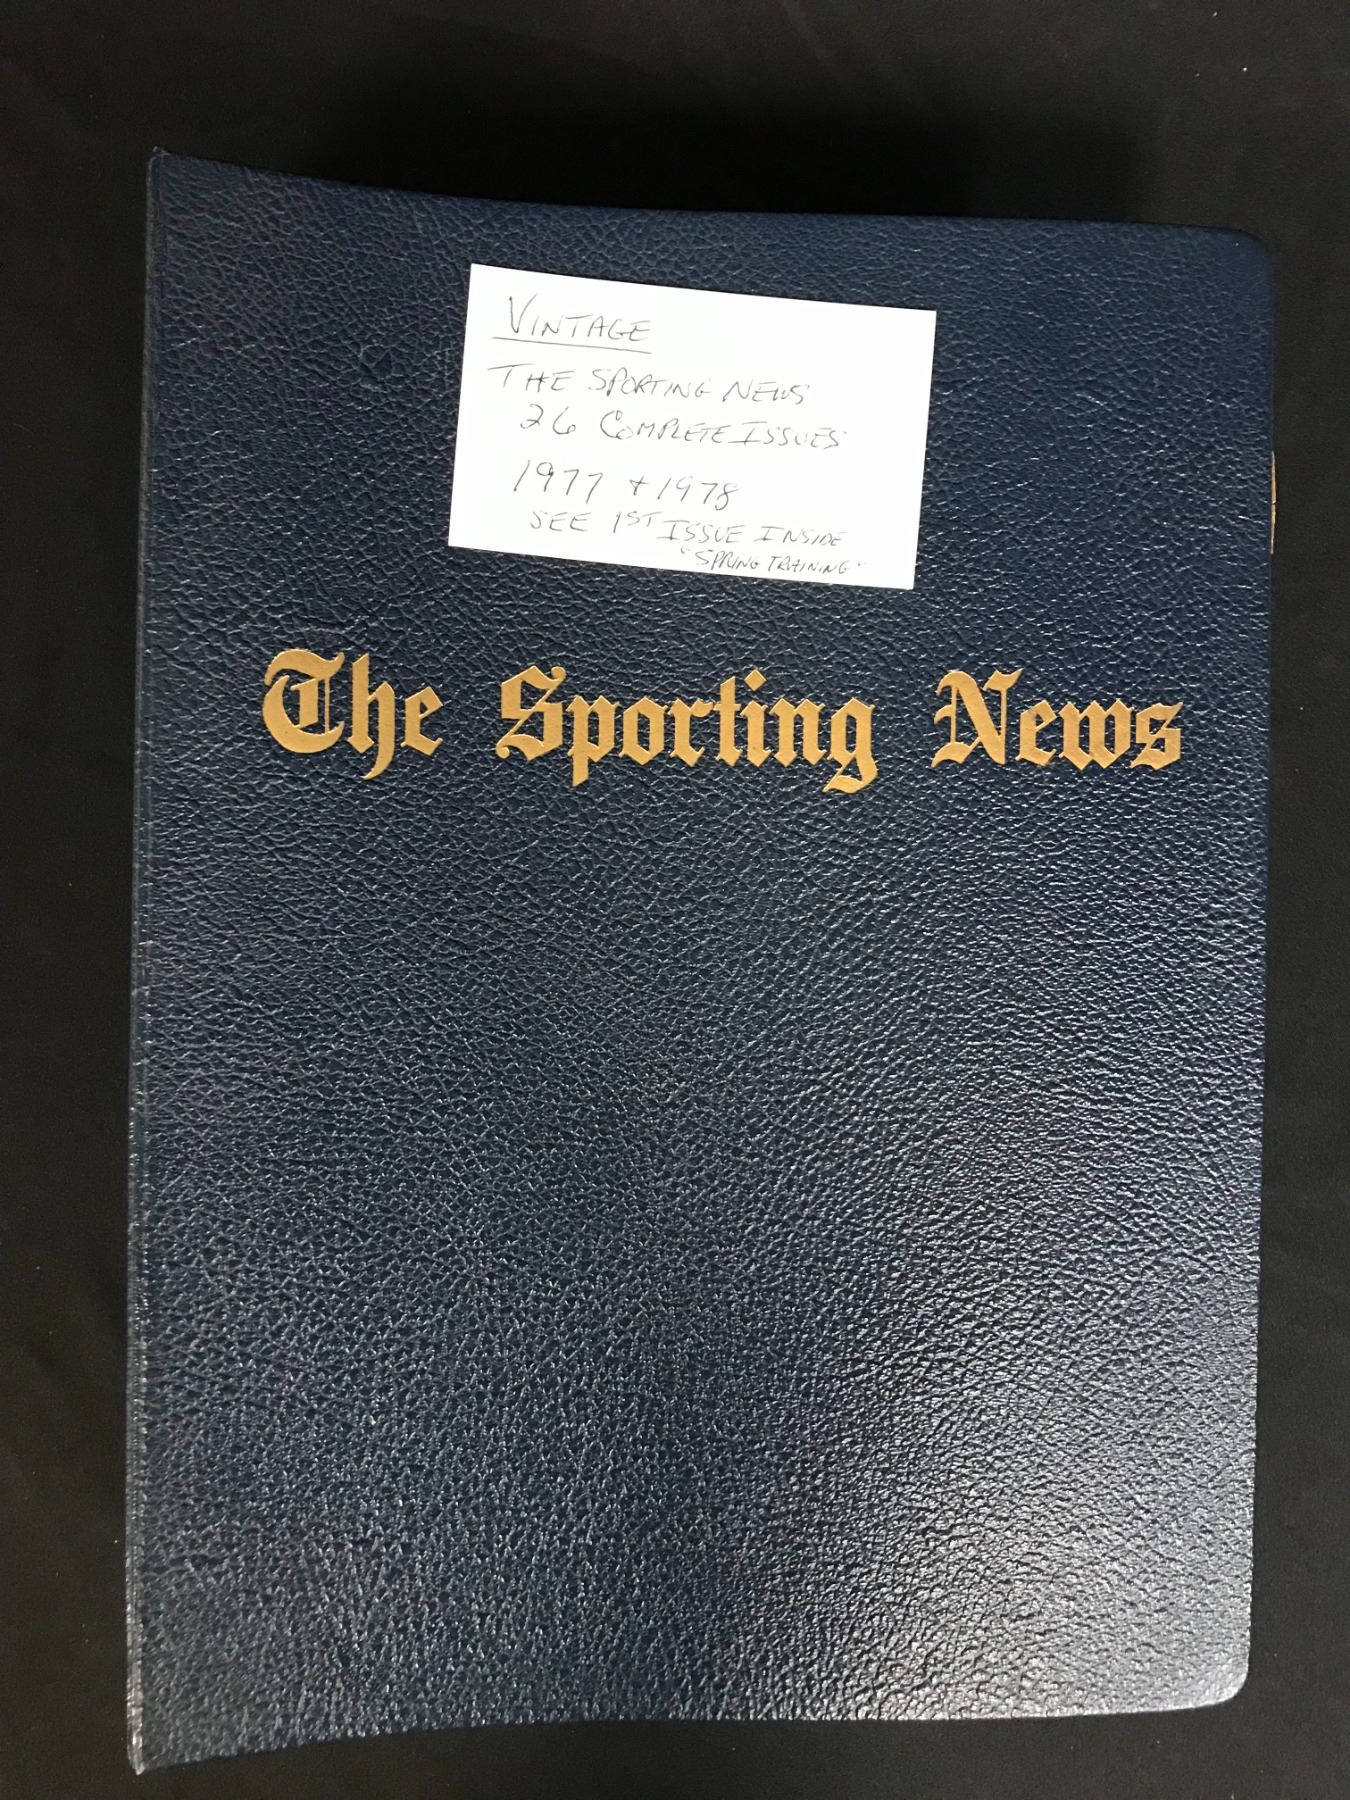 VINTAGE
THE SPORTING NEWS
26 COMPLETE ISSUES
1977 + 1978
SEE 1ST ISSUE INSIDE
"SPRING TRAINING"
The Sporting News